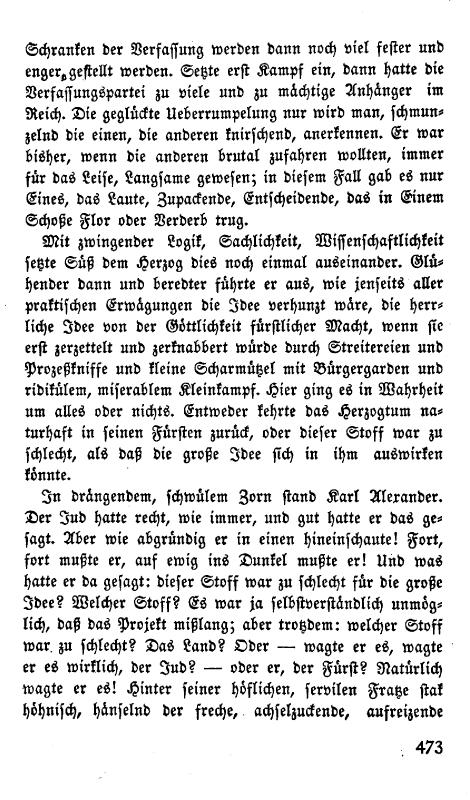 Schranken der Verfassung werden dann noch viel fester und
enger gestellt werden. Setzte erst Kampf ein, dann hatte die
Verfassungspartei zu viele und zu mächtige Anhänger im
Reich. Die geglückte Ueberrumpelung nur wird man, schmun-
zelnd die einen, die anderen knirschend, anerkennen. Er war
bisher, wenn die anderen brutal zufahren wollten, immer
für das Leise, Langsame gewesen; in diesem Fall gab es nur
Eines, das Laute, Zupackende, Entscheidende, das in Einem
Schoße Flor oder Verderb trug.
Mit zwingender Logik, Sachlichkeit, Wissenschaftlichkeit
setzte Süß dem Herzog dies noch einmal auseinander. Glü-
hender dann und beredter führte er aus, wie jenseits aller
praktischen Erwägungen die Idee verhunzt wäre, die herr-
liche Idee von der Göttlichkeit fürstlicher Macht, wenn sie
erst zerzettelt und zerknabbert würde durch Streitereien und
Prozeßkniffe und kleine Scharmützel mit Bürgergarden und
ridikülem, miserablem Kleinkampf. Hier ging es in Wahrheit
um alles oder nichts. Entweder kehrte das Herzogtum na-
turhaft in seinen Fürsten zurück, oder dieser Stoff war zu
schlecht, als daß die große Idee sich in ihm auswirken
könnte.
In drängendem, schwülem Zorn stand Karl Alexander.
Der Jud hatte recht, wie immer, und gut hatte er das ge-
sagt. Aber wie abgründig er in einen hineinschaute! Fort,
fort mußte er, auf ewig ins Dunkel mußte er! Und was
hatte er da gesagt: dieser Stoff war zu schlecht für die große
Idee? Welcher Stoff? Es war ja selbstverständlich unmög-
lich, daß das Projekt mißlang; aber trotzdem: welcher Stoff
war zu schlecht? Das Land? Oder — wagte er es, wagte
er es wirklich, der Jud? — oder er, der Fürst? Natürlich
wagte er es! Hinter seiner höflichen, servilen Fratze stak
höhnisch, hänselnd der freche, achselzuckende, aufreizende
473